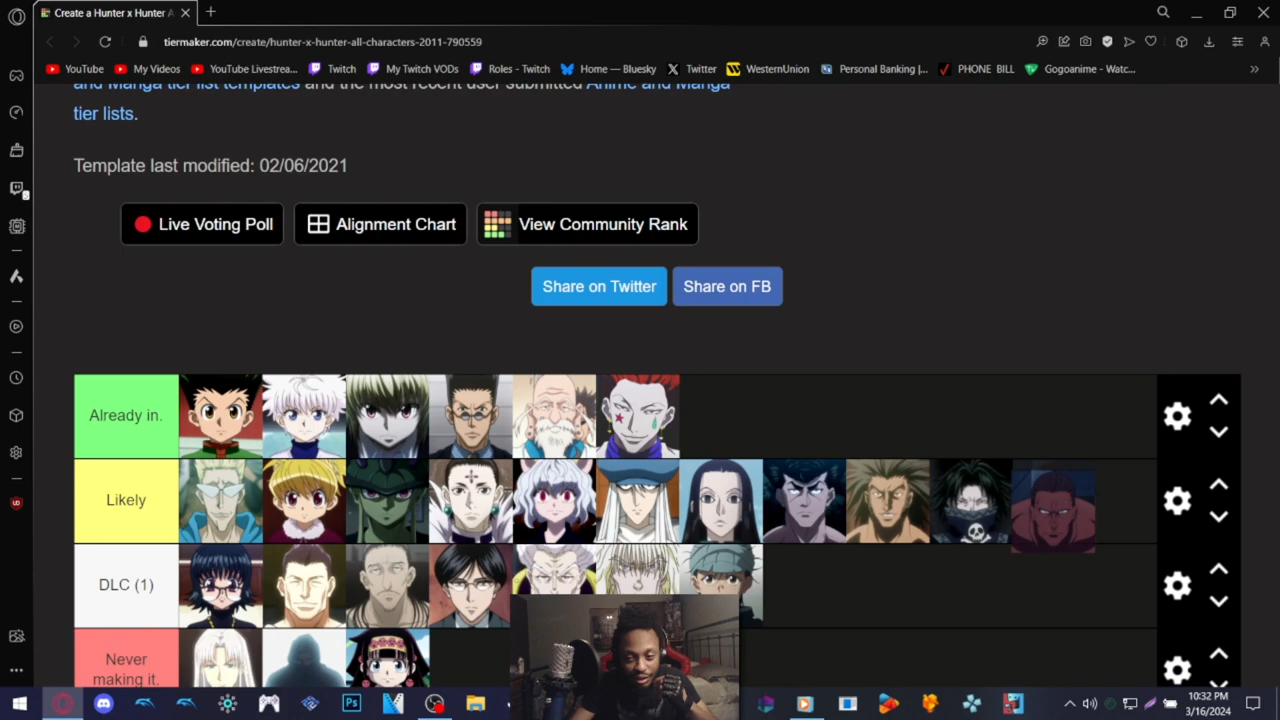 Create a Hunter x Hunter A
tiermaker.com/create/hunter-x-hunter-all-characters-2011-790559
YouTube
My Videos
YouTube Livestrea...
Twitch
My Twitch VODs
Roles - Twitch
Home — Bluesky
Twitter
WesternUnion
Personal Banking |...
PHONE BILL
Gogoanime - Watc...
and Manga tier list templates and the most recent user submitted Anime and Manga
tier lists.
Template last modified: 02/06/2021
Live Voting Poll
Alignment Chart
View Community Rank
Share on Twitter
Share on FB
Already in.
Likely
DLC (1)
Never
making it.
10:32 PM
3/16/2024